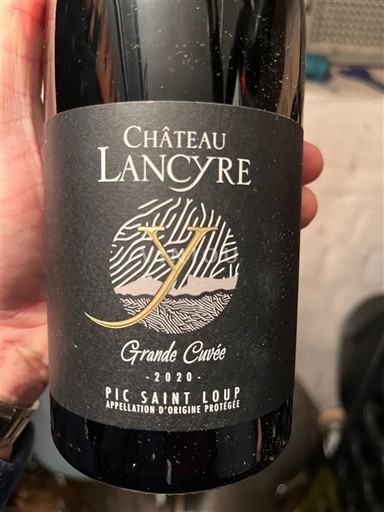 CHÂTEAU
LANCYRE
y
Grande Cuvée
-2020-
PIC SAINT LOUP
APPELLATION D'ORIGINE PROTÉGÉE